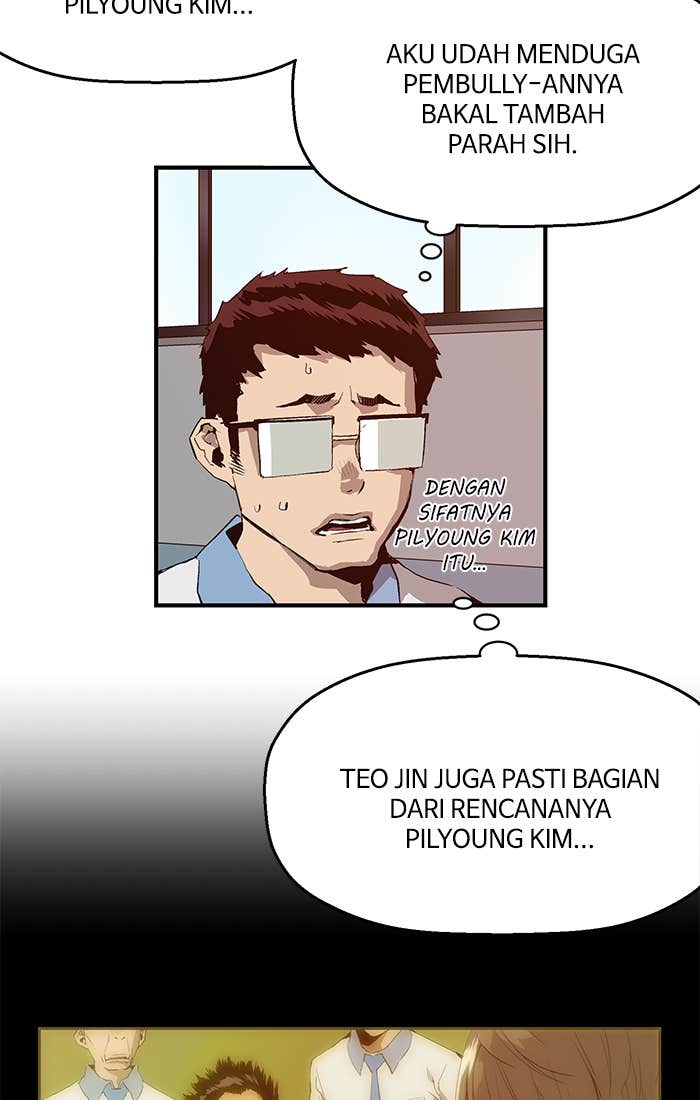 PILYOUNG KIM...
AKU UDAH MENDUGA
PEMBULLY-ANNYA
BAKAL TAMBAH
PARAH SIH.
DENGAN
SIFATNYA
PILYOUNG KIM
ITU...
TEO JIN JUGA PASTI BAGIAN
DARI RENCANANYA
PILYOUNG KIM...